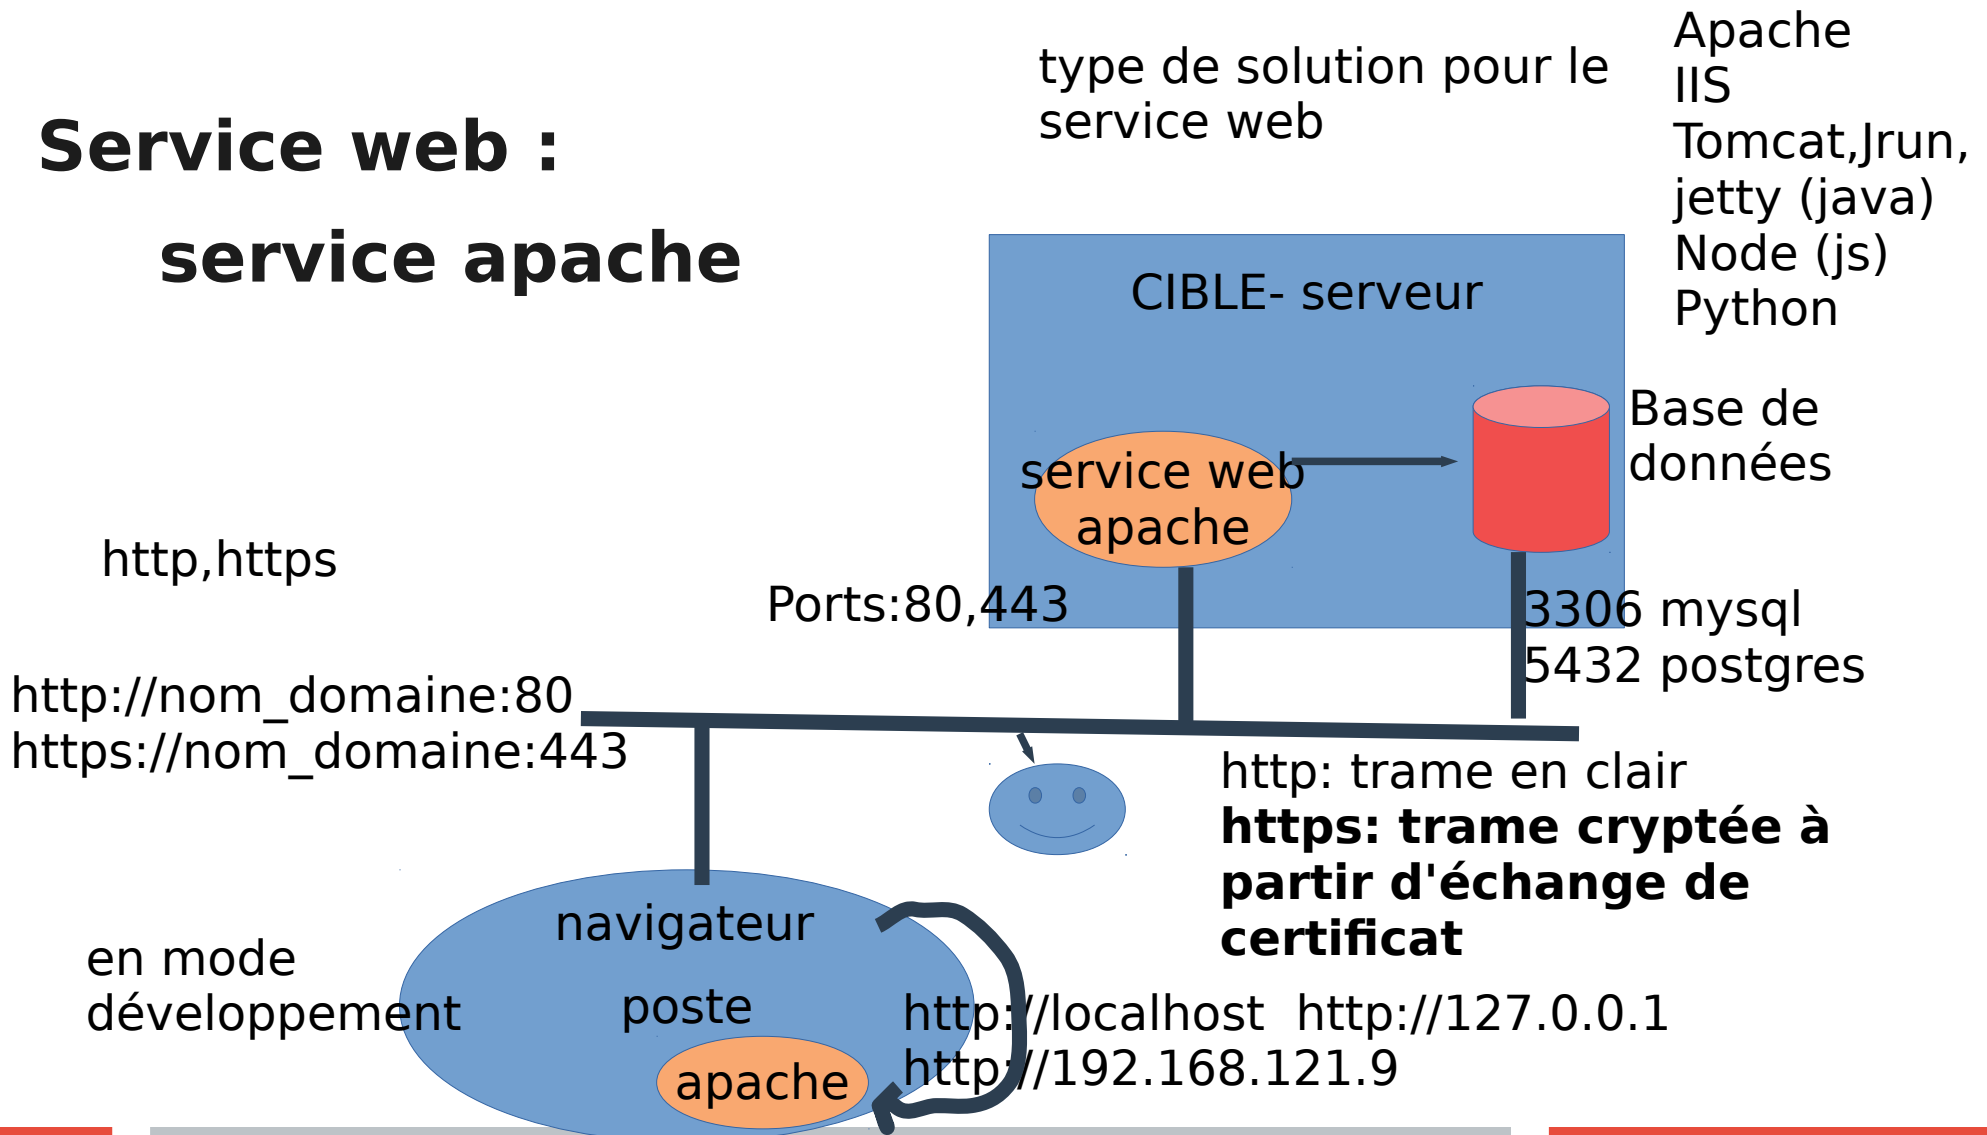 Service web :
service apache
type de solution pour le
service web
Apache
IIS
Tomcat,Jrun,
jetty (java)
Node (js)
Python
CIBLE- serveur
Base de
données
service web
apache
http,https
Ports:80,443
3306 mysql
5432 postgres
http://nom_domaine:80
https://nom_domaine:443
http: trame en clair
https: trame cryptée à
partir d'échange de
certificat
navigateur
en mode
développement
poste
http://localhost  http://127.0.0.1
http://192.168.121.9
apache